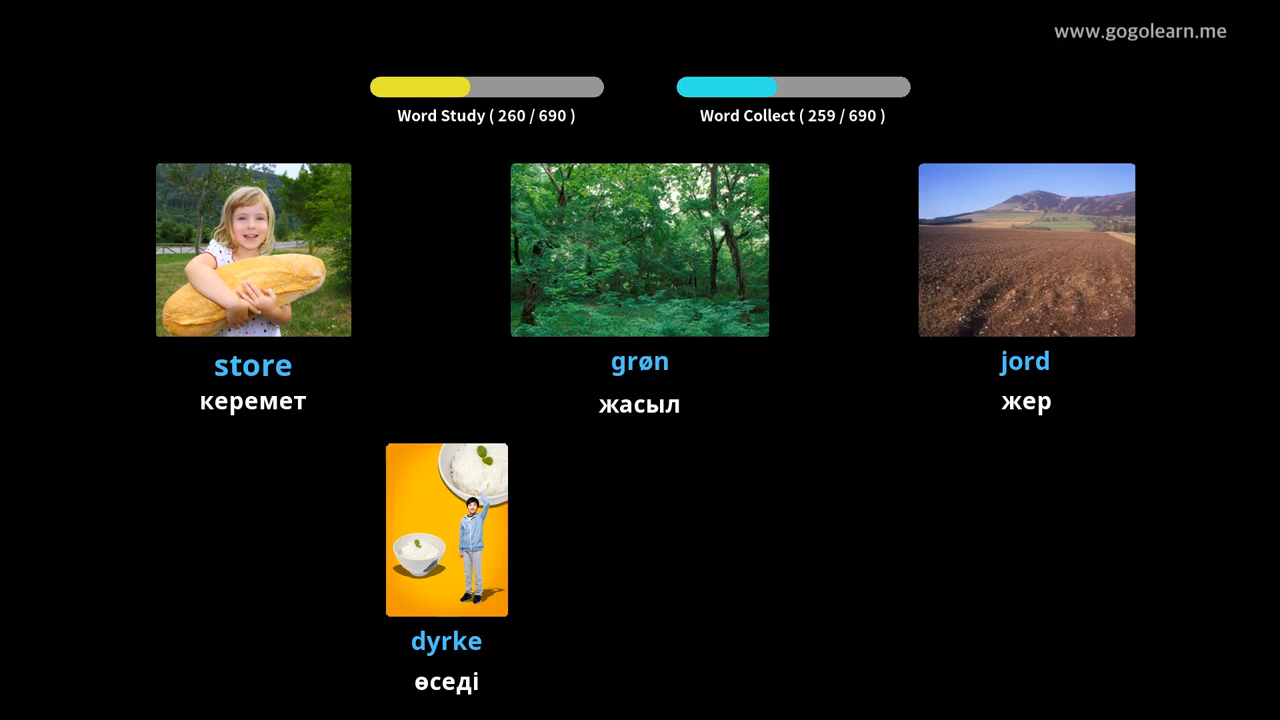 www.gogolearn.me
Word Study ( 260 / 690 )
Word Collect ( 259 / 690 )
store
керемет
grøn
жасыл
jord
жер
dyrke
өседі